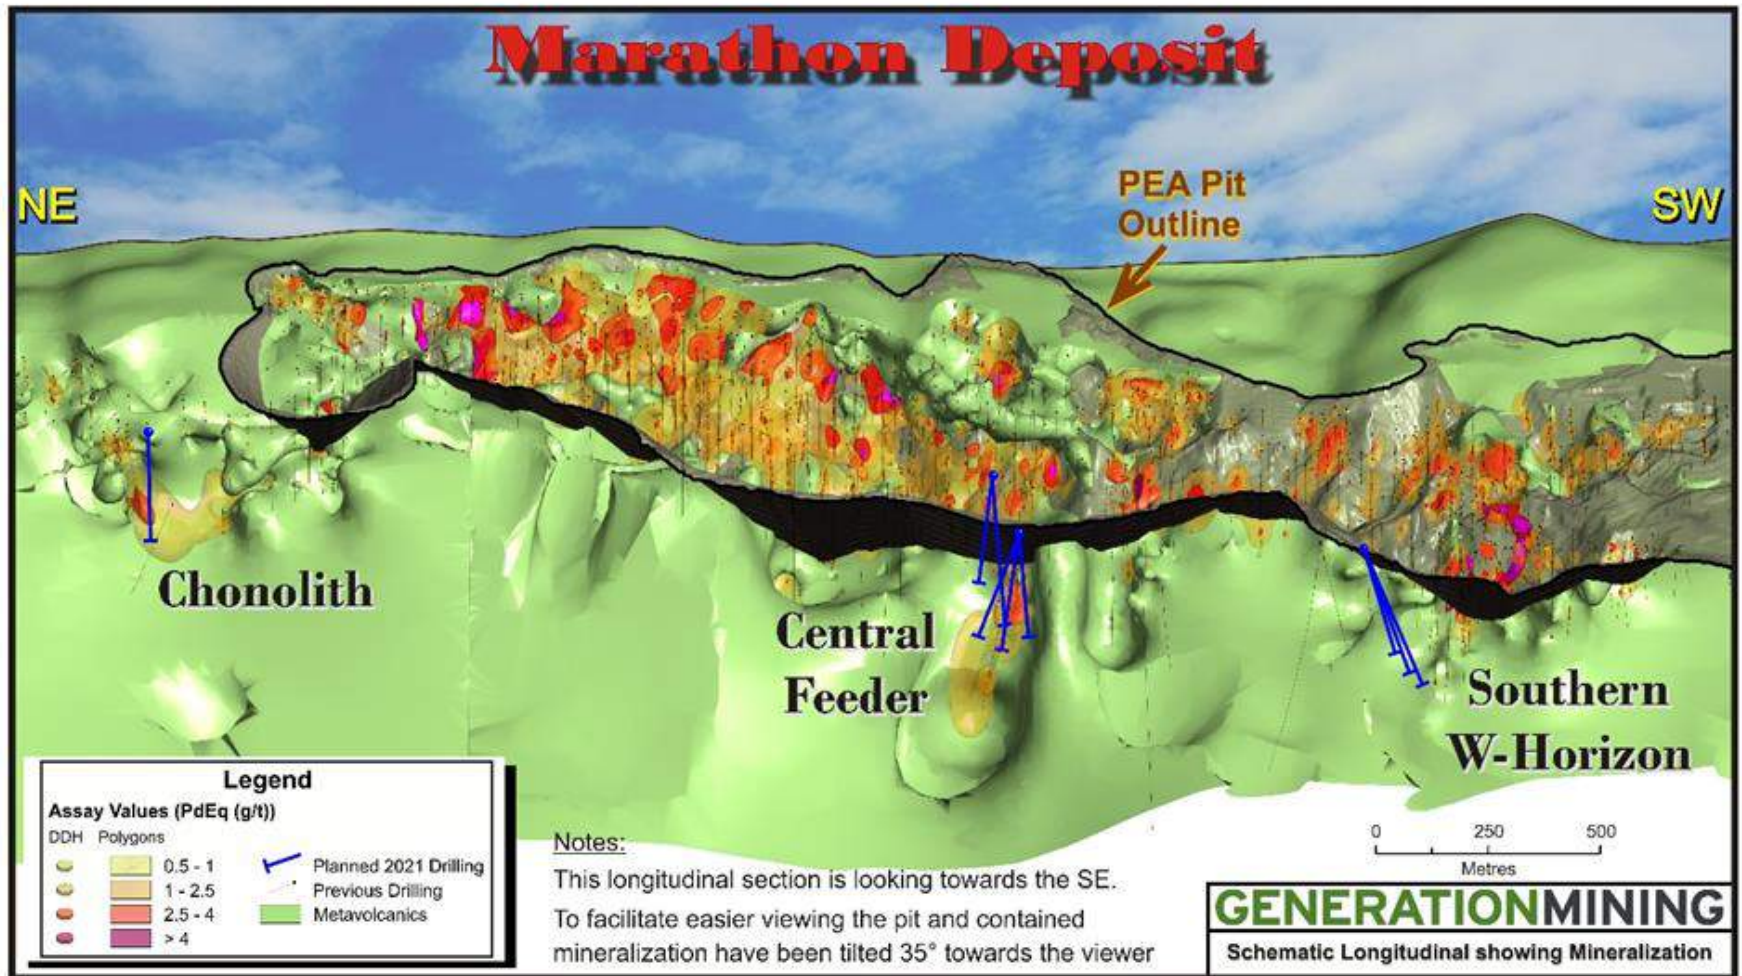 Marathon Deposit
NE
PEA Pit
Outline
SW
Chonolith
Central
Feeder
Southern
W-Horizon
Legend
Assay Values (PdEq (g/t))
DDH Polygons
0.5 - 1
1 - 2.5
2.5 - 4
> 4
Planned 2021 Drilling
Previous Drilling
Metavolcanics
Notes:
This longitudinal section is looking towards the SE.
To facilitate easier viewing the pit and contained
mineralization have been tilted 35° towards the viewer
0 250 500
Metres
GENERATIONMINING
Schematic Longitudinal showing Mineralization